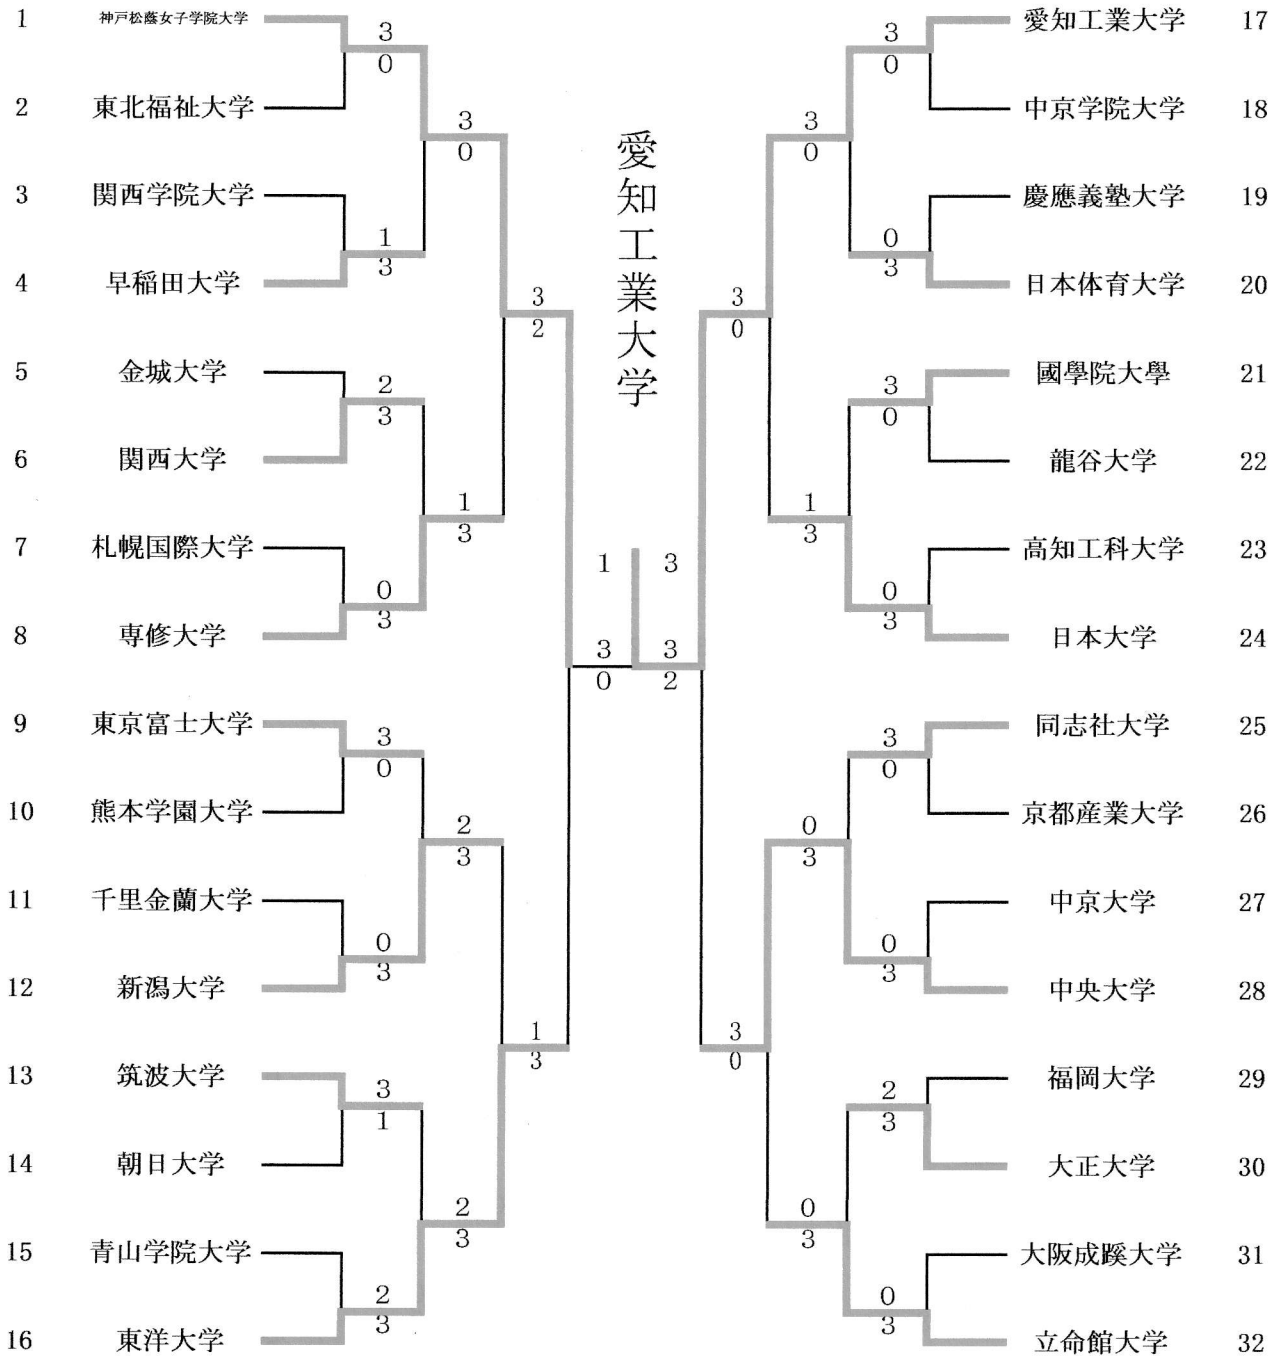 1 神戸松蔭女子学院大学
2 東北福祉大学
3 関西学院大学
4 早稲田大学
5 金城大学
6 関西大学
7 札幌国際大学
8 専修大学
9 東京富士大学
10 熊本学園大学
11 千里金蘭大学
12 新潟大学
13 筑波大学
14 朝日大学
15 青山学院大学
16 東洋大学
3
0
1
3
2
3
0
3
3
0
0
3
3
1
2
3
3
0
1
3
2
3
2
3
3
2
1
3
3
0
1
愛知工業大学
3
3
2
3
0
3
0
3
0
1
3
0
3
0
3
3
0
0
3
3
0
0
3
3
0
0
3
2
3
0
3
愛知工業大学 17
中京学院大学 18
慶應義塾大学 19
日本体育大学 20
國學院大學 21
龍谷大学 22
高知工科大学 23
日本大学 24
同志社大学 25
京都産業大学 26
中京大学 27
中央大学 28
福岡大学 29
大正大学 30
大阪成蹊大学 31
立命館大学 32